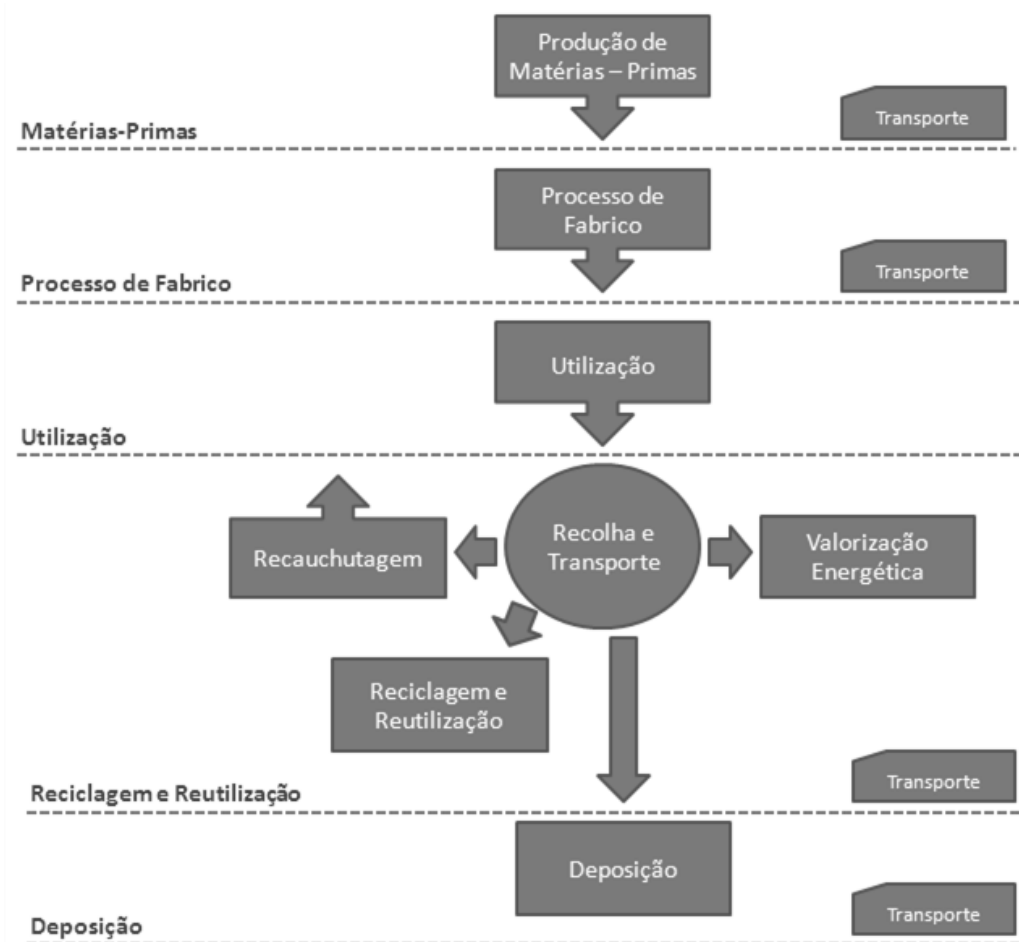 Produção de
Matérias – Primas
Transporte
Matérias-Primas
Processo de
Fabrico
Transporte
Processo de Fabrico
Utilização
Utilização
Recauchutagem
Recolha e
Transporte
Valorização
Energética
Reciclagem e
Reutilização
Transporte
Reciclagem e Reutilização
Deposição
Transporte
Deposição